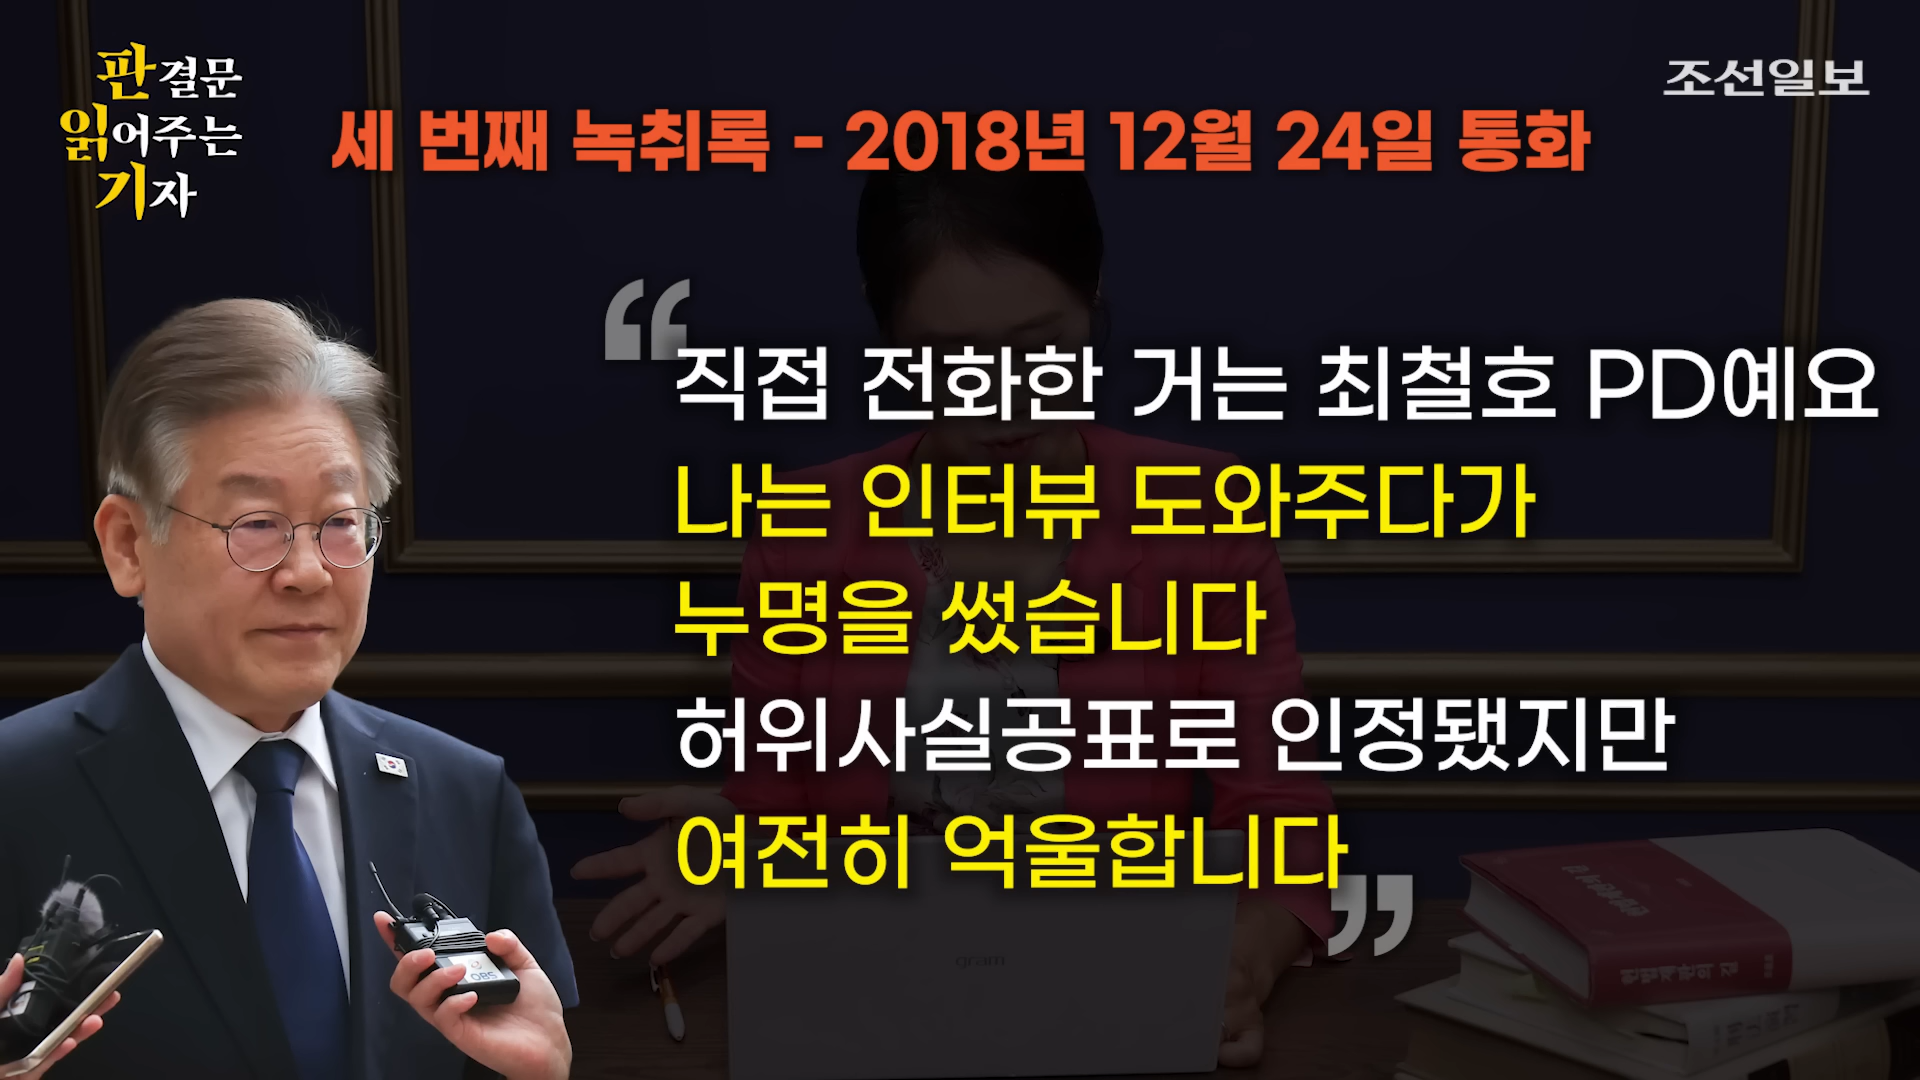 판결문
읽어주는
기자
조선일보
세 번째 녹취록 - 2018년 12월 24일 통화
“직접 전화한 거는 최철호 PD예요
나는 인터뷰 도와주다가
누명을 썼습니다
허위사실공표로 인정됐지만
여전히 억울합니다”
OBS
gram